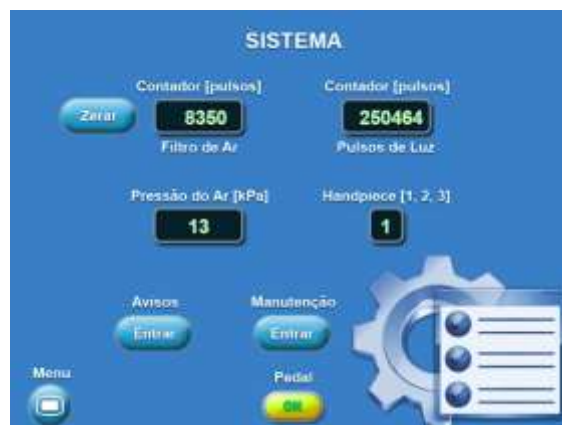 SISTEMA
Contador [pulsos]
Contador [pulsos]
Zerar
8350
250464
Filtro de Ar
Pulsos de Luz
Pressão do Ar [kPa]
Handpiece [1, 2, 3]
13
1
Avisos
Manutenção
Entrar
Entrar
Menu
Pedal
ON